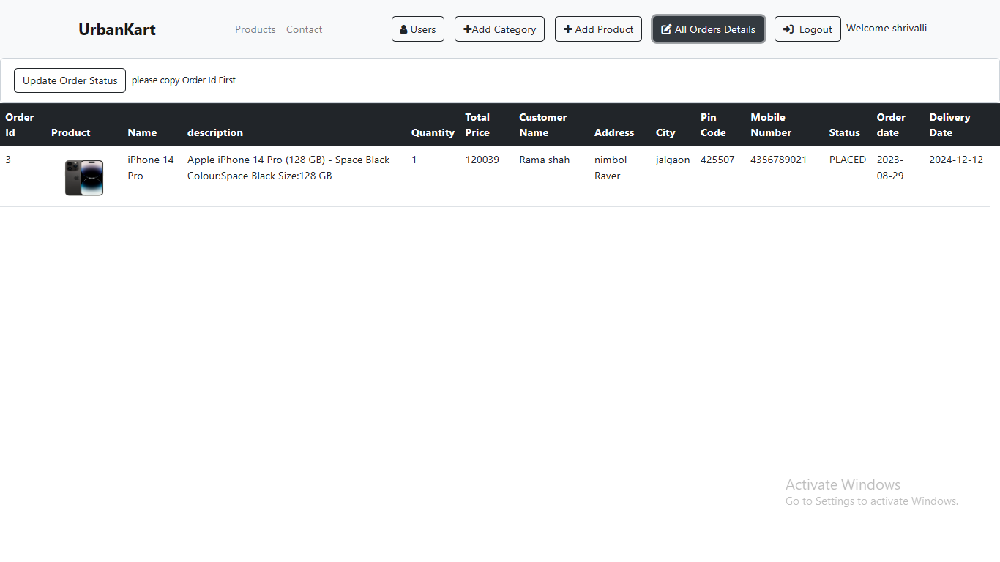 UrbanKart Products Contact Users Add Category Add Product All Orders Details Logout Welcome shrivalli
Update Order Status please copy Order Id First
Order Id Product Name description Quantity Total Price Customer Name Address City Pin Code Mobile Number Status Order date Delivery Date
3 iPhone 14 Pro Apple iPhone 14 Pro (128 GB) - Space Black Colour:Space Black Size:128 GB 1 120039 Rama shah nimbol Raver jalgaon 425507 4356789021 PLACED 2023-08-29 2024-12-12
Activate Windows
Go to Settings to activate Windows.